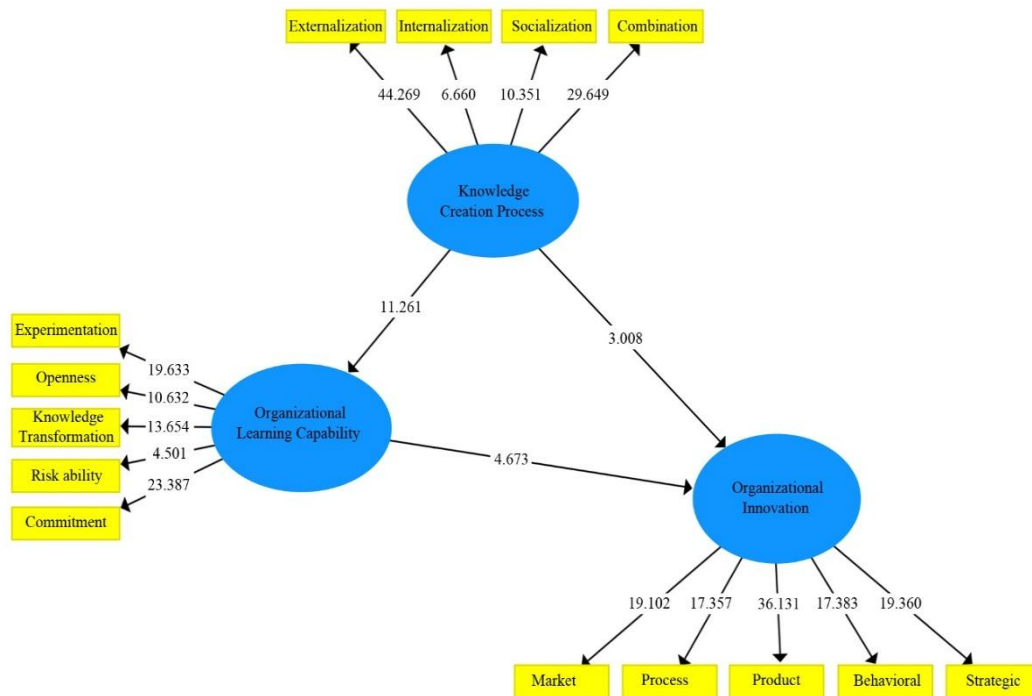 Externalization
Internalization
Socialization
Combination
44.269
6.660
10.351
29.649
Knowledge
Creation Process
11.261
3.008
Experimentation
Openness
Knowledge
Transformation
Risk ability
Commitment
19.633
10.632
13.654
4.501
23.387
Organizational
Learning Capability
4.673
Organizational
Innovation
19.102
17.357
36.131
17.383
19.360
Market
Process
Product
Behavioral
Strategic